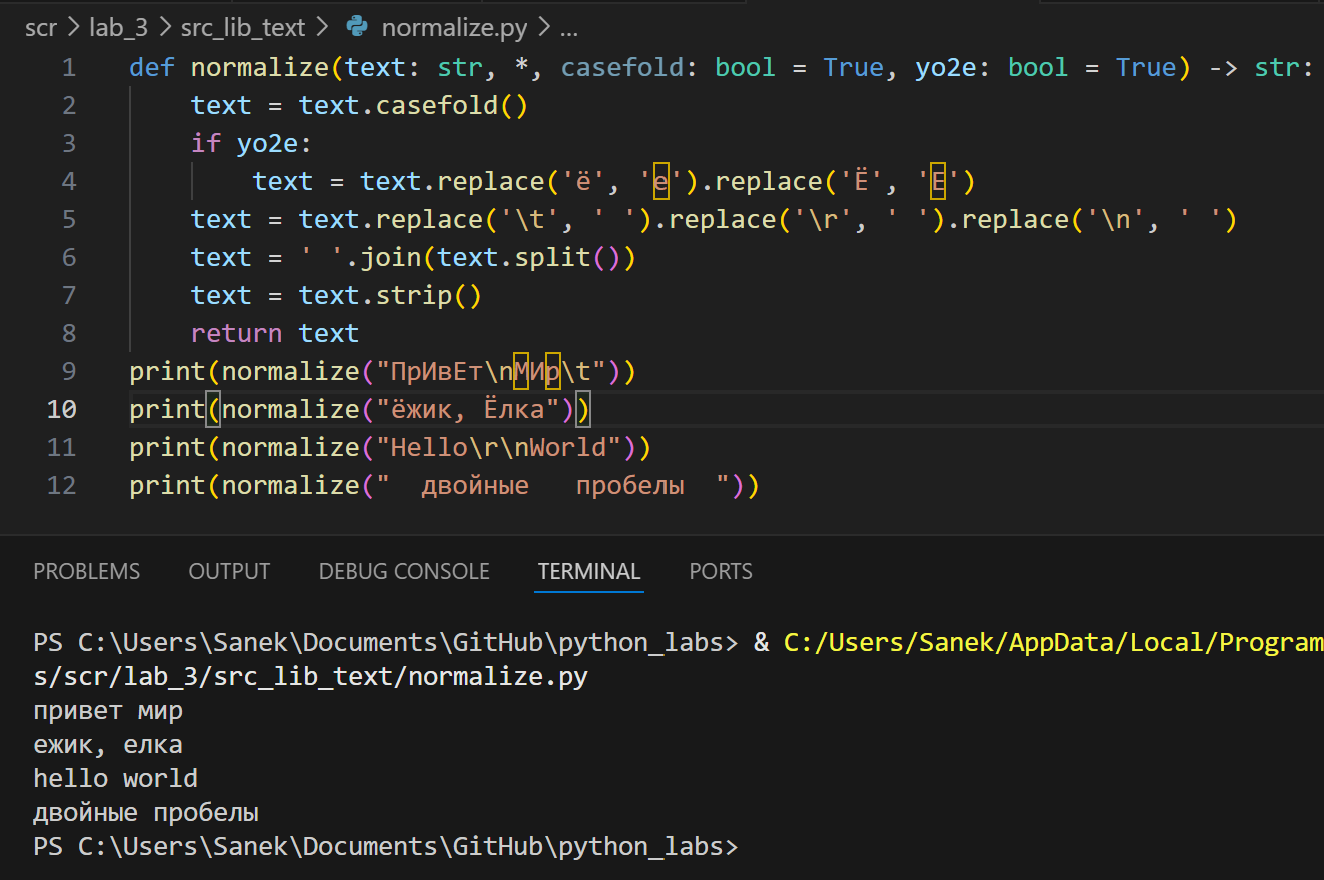 scr > lab_3 > src_lib_text > normalize.py > ...
1 def normalize(text: str, *, casefold: bool = True, yo2e: bool = True) -> str:
2     text = text.casefold()
3     if yo2e:
4         text = text.replace('ё', 'е').replace('Ё', 'Е')
5     text = text.replace('\t', ' ').replace('\r', ' ').replace('\n', ' ')
6     text = ' '.join(text.split())
7     text = text.strip()
8     return text
9 print(normalize("ПрИвЕт\nМИр\t"))
10 print(normalize("ёжик, Ёлка"))
11 print(normalize("Hello\r\nWorld"))
12 print(normalize("  двойные   пробелы  "))
PROBLEMS OUTPUT DEBUG CONSOLE TERMINAL PORTS
PS C:\Users\Sanek\Documents\GitHub\python_labs> & C:/Users/Sanek/AppData/Local/Program
s/scr/lab_3/src_lib_text/normalize.py
привет мир
ежик, елка
hello world
двойные пробелы
PS C:\Users\Sanek\Documents\GitHub\python_labs>